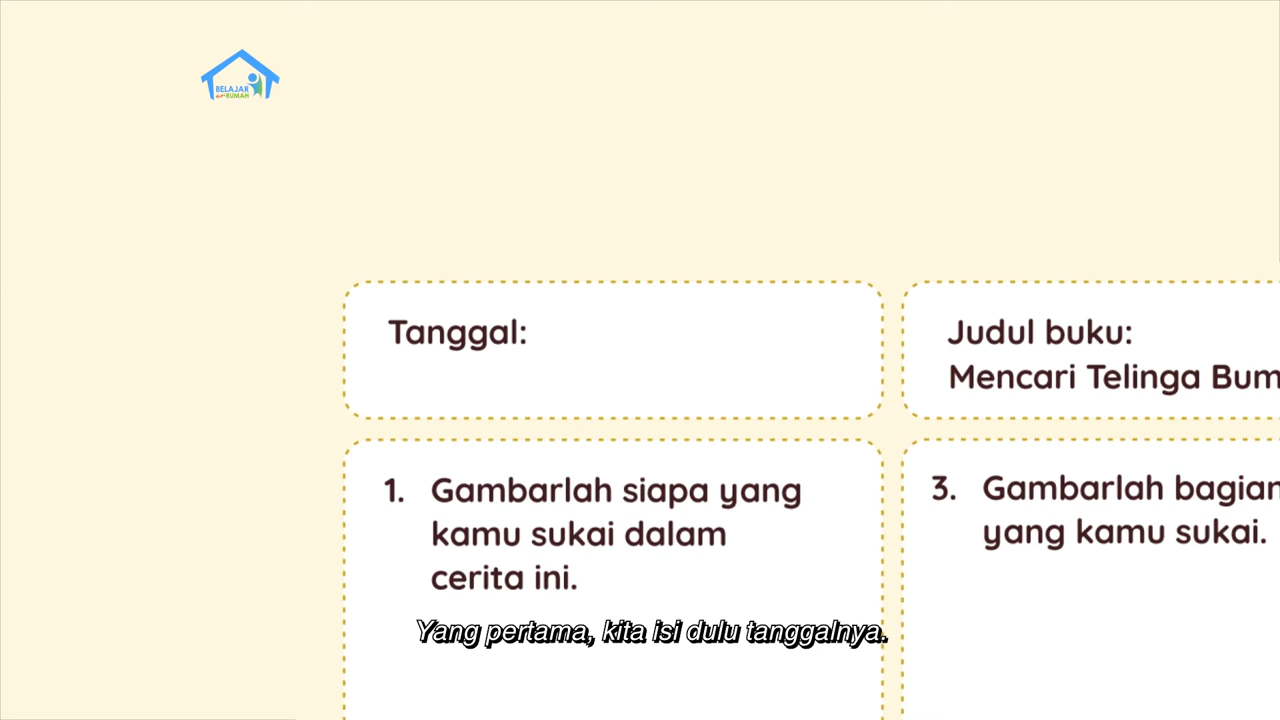 BELAJAR
dari RUMAH
Tanggal:
Judul buku:
Mencari Telinga Bum
1. Gambarlah siapa yang
kamu sukai dalam
cerita ini.
3. Gambarlah bagian
yang kamu sukai.
Yang pertama, kita isi dulu tanggalnya.